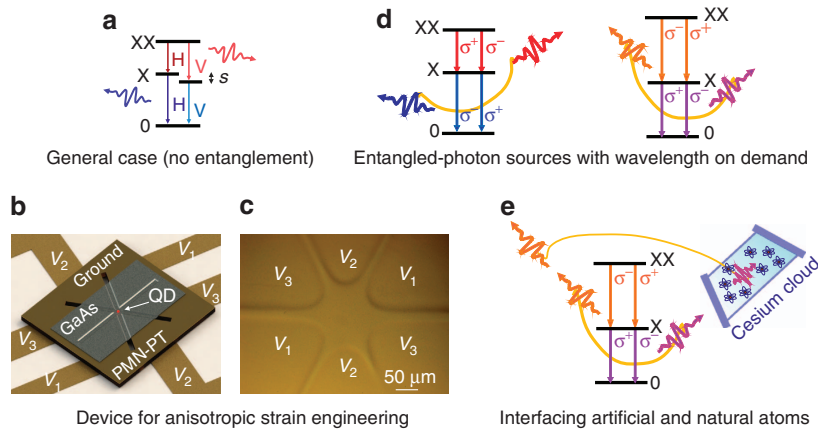 a
XX
H
V
X
s
H
V
0
General case (no entanglement)
d
XX
σ+ σ−
X
σ− σ+
0
XX
σ− σ+
X
σ+ σ−
0
Entangled-photon sources with wavelength on demand
b
V1
V2
Ground
V3
QD
GaAs
V3
PMN-PT
V1
V2
c
V2
V3
V1
V1
V3
V2
50 μm
Device for anisotropic strain engineering
e
XX
σ− σ+
X
σ+ σ−
0
Cesium cloud
Interfacing artificial and natural atoms